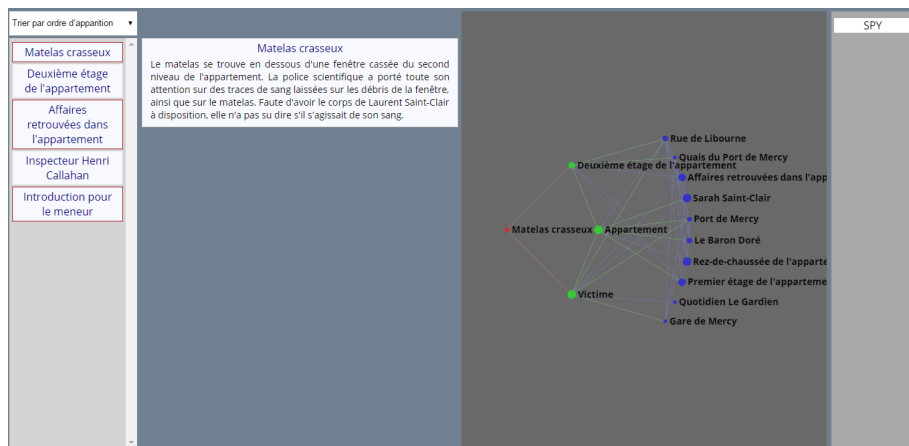 Trier par ordre d'apparition
Matelas crasseux
Deuxième étage
de l'appartement
Affaires
retrouvées dans
l'appartement
Inspecteur Henri
Callahan
Introduction pour
le meneur
Matelas crasseux
Le matelas se trouve en dessous d'une fenêtre cassée du second
niveau de l'appartement. La police scientifique a porté toute son
attention sur des traces de sang laissées sur les débris de la fenêtre,
ainsi que sur le matelas. Faute d'avoir le corps de Laurent Saint-Clair
à disposition, elle n'a pas su dire s'il s'agissait de son sang.
Rue de Libourne
Quais du Port de Mercy
Deuxième étage de l'appartement
Affaires retrouvées dans l'app
Sarah Saint-Clair
Port de Mercy
Matelas crasseux
Appartement
Le Baron Doré
Rez-de-chaussée de l'apparte
Premier étage de l'apparteme
Victime
Quotidien Le Gardien
Gare de Mercy
SPY